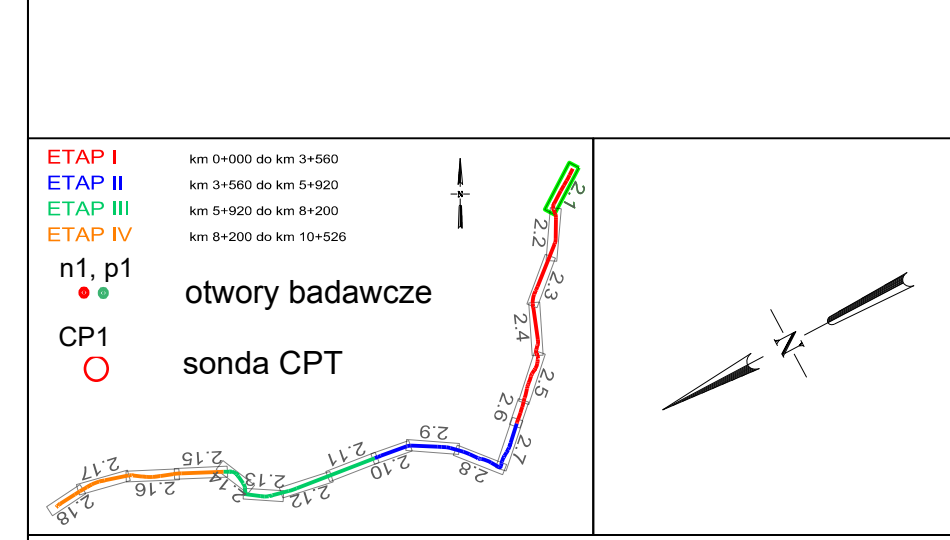 ETAP I km 0+000 do km 3+560
ETAP II km 3+560 do km 5+920
ETAP III km 5+920 do km 8+200
ETAP IV km 8+200 do km 10+526
n1, p1
otwory badawcze
CP1
sonda CPT
N
2.1
2.2
2.3
2.4
2.5
2.6
2.7
2.8
2.9
2.10
2.11
2.12
2.13
2.14
2.15
2.16
2.17
2.18
N